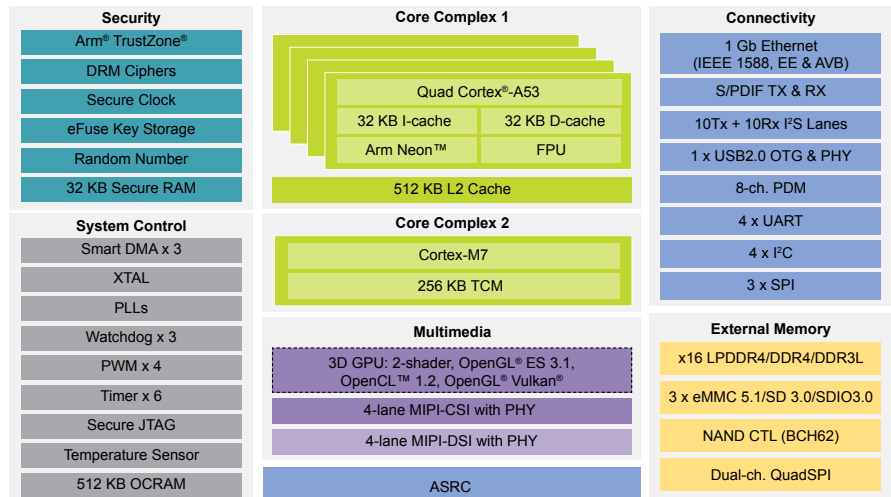 Security
Arm® TrustZone®
DRM Ciphers
Secure Clock
eFuse Key Storage
Random Number
32 KB Secure RAM
System Control
Smart DMA x 3
XTAL
PLLs
Watchdog x 3
PWM x 4
Timer x 6
Secure JTAG
Temperature Sensor
512 KB OCRAM
Core Complex 1
Quad Cortex®-A53
32 KB I-cache
32 KB D-cache
Arm Neon™
FPU
512 KB L2 Cache
Core Complex 2
Cortex-M7
256 KB TCM
Multimedia
3D GPU: 2-shader, OpenGL® ES 3.1,
OpenCL™ 1.2, OpenGL® Vulkan®
4-lane MIPI-CSI with PHY
4-lane MIPI-DSI with PHY
ASRC
Connectivity
1 Gb Ethernet
(IEEE 1588, EE & AVB)
S/PDIF TX & RX
10Tx + 10Rx I²S Lanes
1 x USB2.0 OTG & PHY
8-ch. PDM
4 x UART
4 x I²C
3 x SPI
External Memory
x16 LPDDR4/DDR4/DDR3L
3 x eMMC 5.1/SD 3.0/SDIO3.0
NAND CTL (BCH62)
Dual-ch. QuadSPI